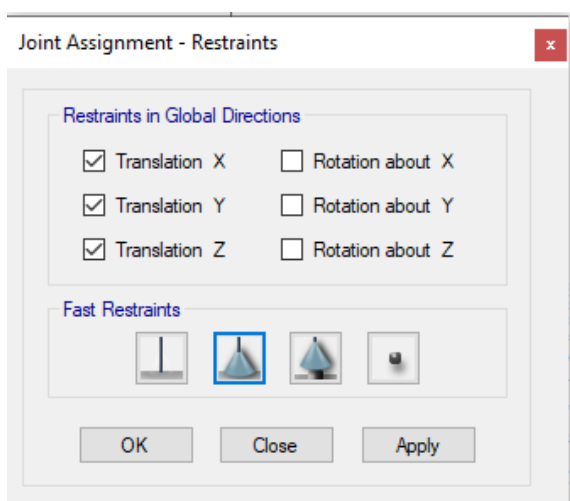 Joint Assignment - Restraints
x
Restraints in Global Directions
Translation X
Rotation about X
Translation Y
Rotation about Y
Translation Z
Rotation about Z
Fast Restraints
OK
Close
Apply